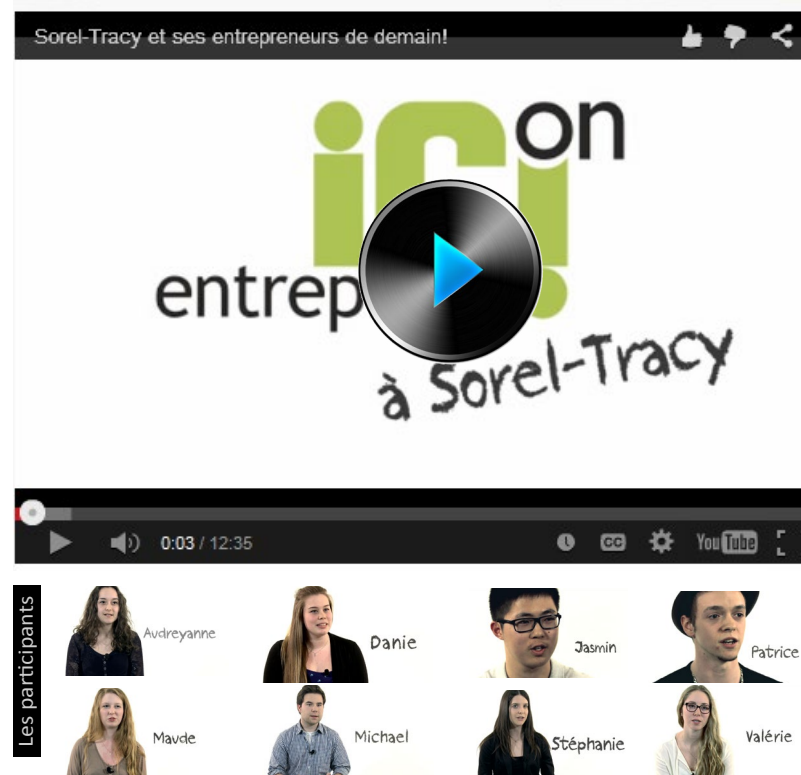 Sorel-Tracy et ses entrepreneurs de demain!
ici on
entrep
à Sorel-Tracy
0:03 / 12:35
CC
YouTube
Les participants
Audreyanne
Danie
Jasmin
Patrice
Maude
Michael
Stéphanie
Valérie